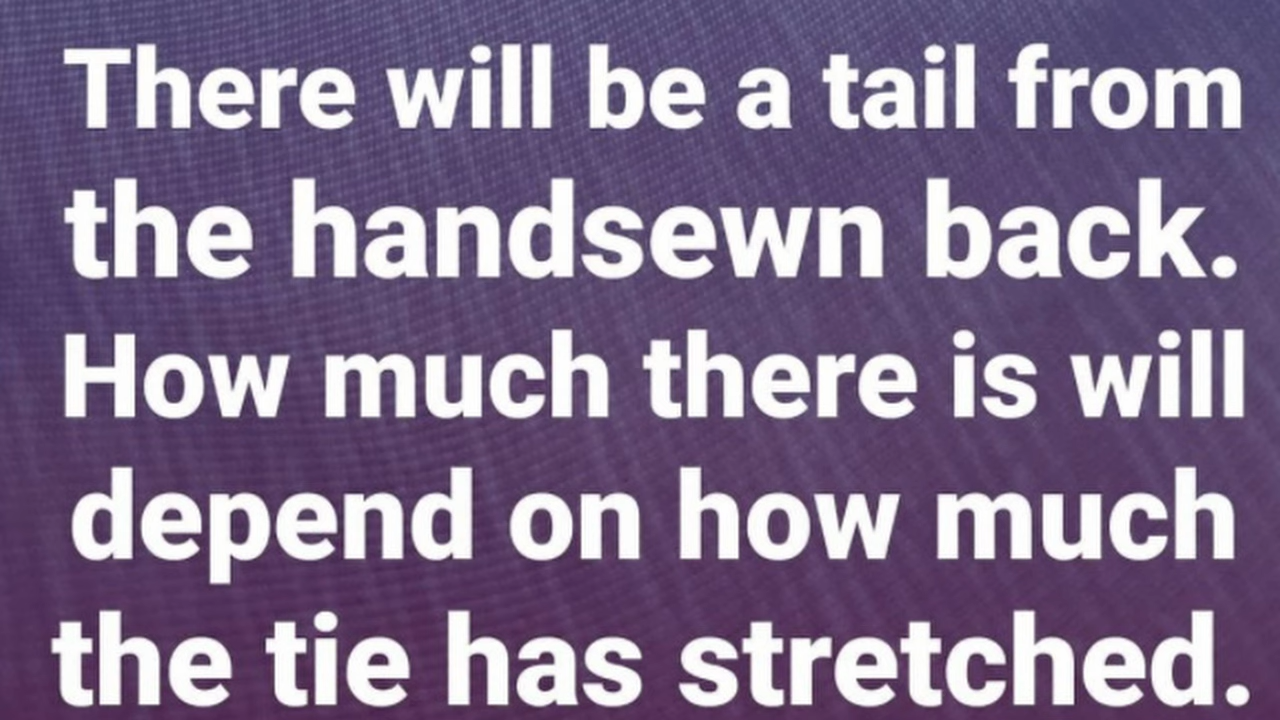 There will be a tail from
the handsewn back.
How much there is will
depend on how much
the tie has stretched.